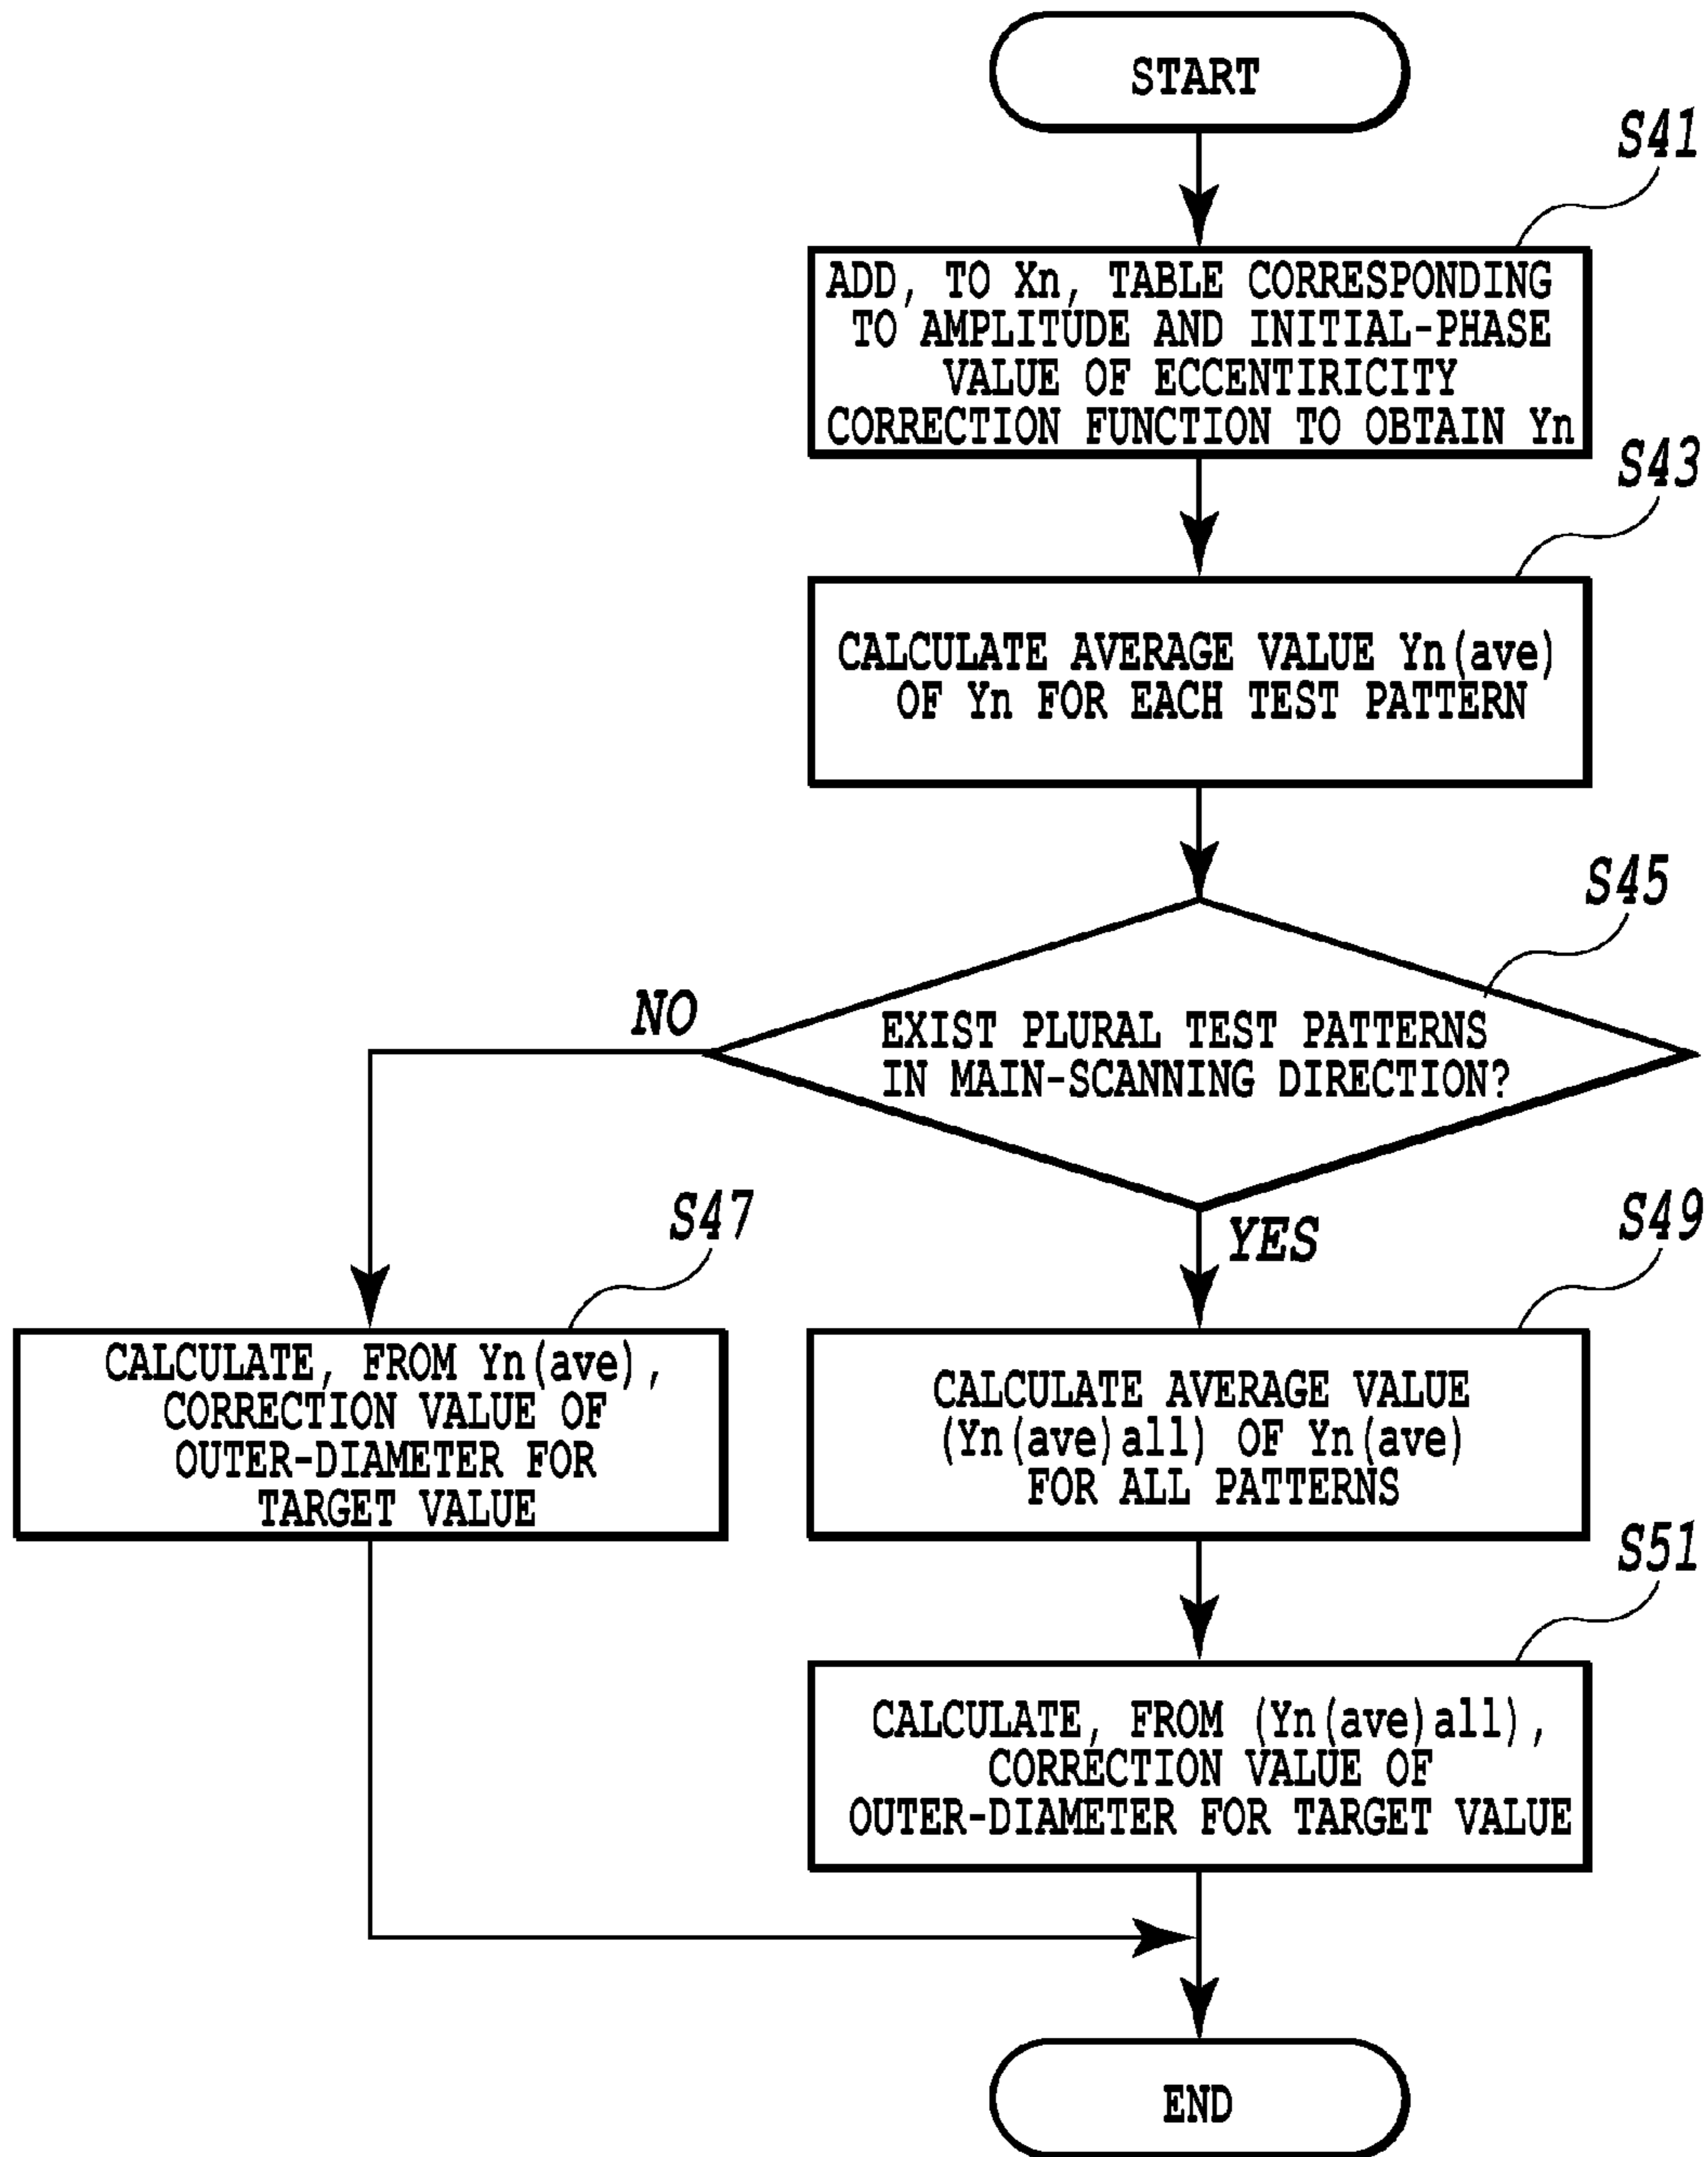 START
S41
ADD, TO Xn, TABLE CORRESPONDING
TO AMPLITUDE AND INITIAL-PHASE
VALUE OF ECCENTIRICITY
CORRECTION FUNCTION TO OBTAIN Yn
S43
CALCULATE AVERAGE VALUE Yn(ave)
OF Yn FOR EACH TEST PATTERN
S45
EXIST PLURAL TEST PATTERNS
IN MAIN-SCANNING DIRECTION?
NO
YES
S47
CALCULATE, FROM Yn(ave),
CORRECTION VALUE OF
OUTER-DIAMETER FOR
TARGET VALUE
S49
CALCULATE AVERAGE VALUE
(Yn(ave)all) OF Yn(ave)
FOR ALL PATTERNS
S51
CALCULATE, FROM (Yn(ave)all),
CORRECTION VALUE OF
OUTER-DIAMETER FOR TARGET VALUE
END